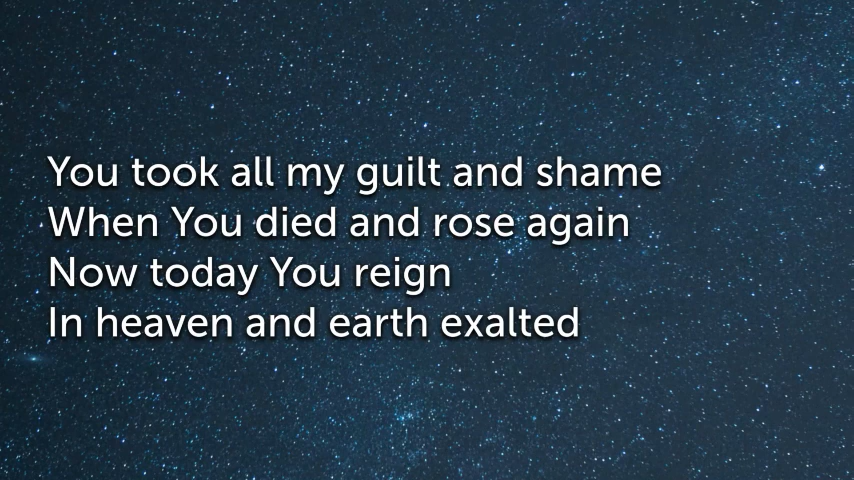 You took all my guilt and shame
When You died and rose again
Now today You reign
In heaven and earth exalted